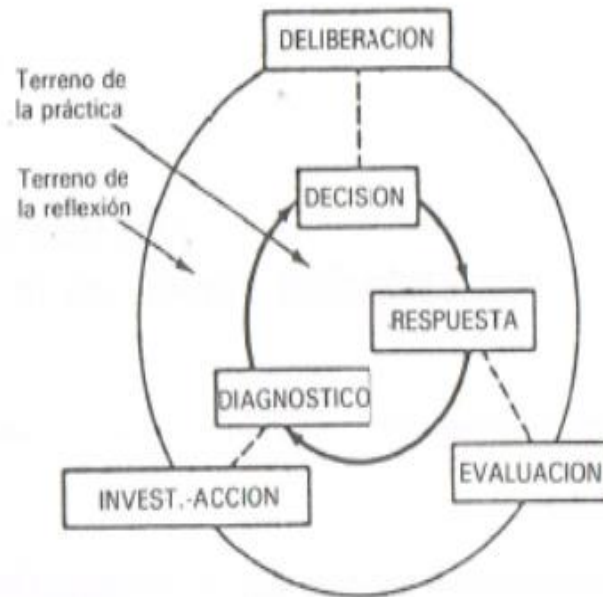 DELIBERACION
Terreno de
la práctica
Terreno de
la reflexión
DECISION
RESPUESTA
DIAGNOSTICO
EVALUACION
INVEST.-ACCION